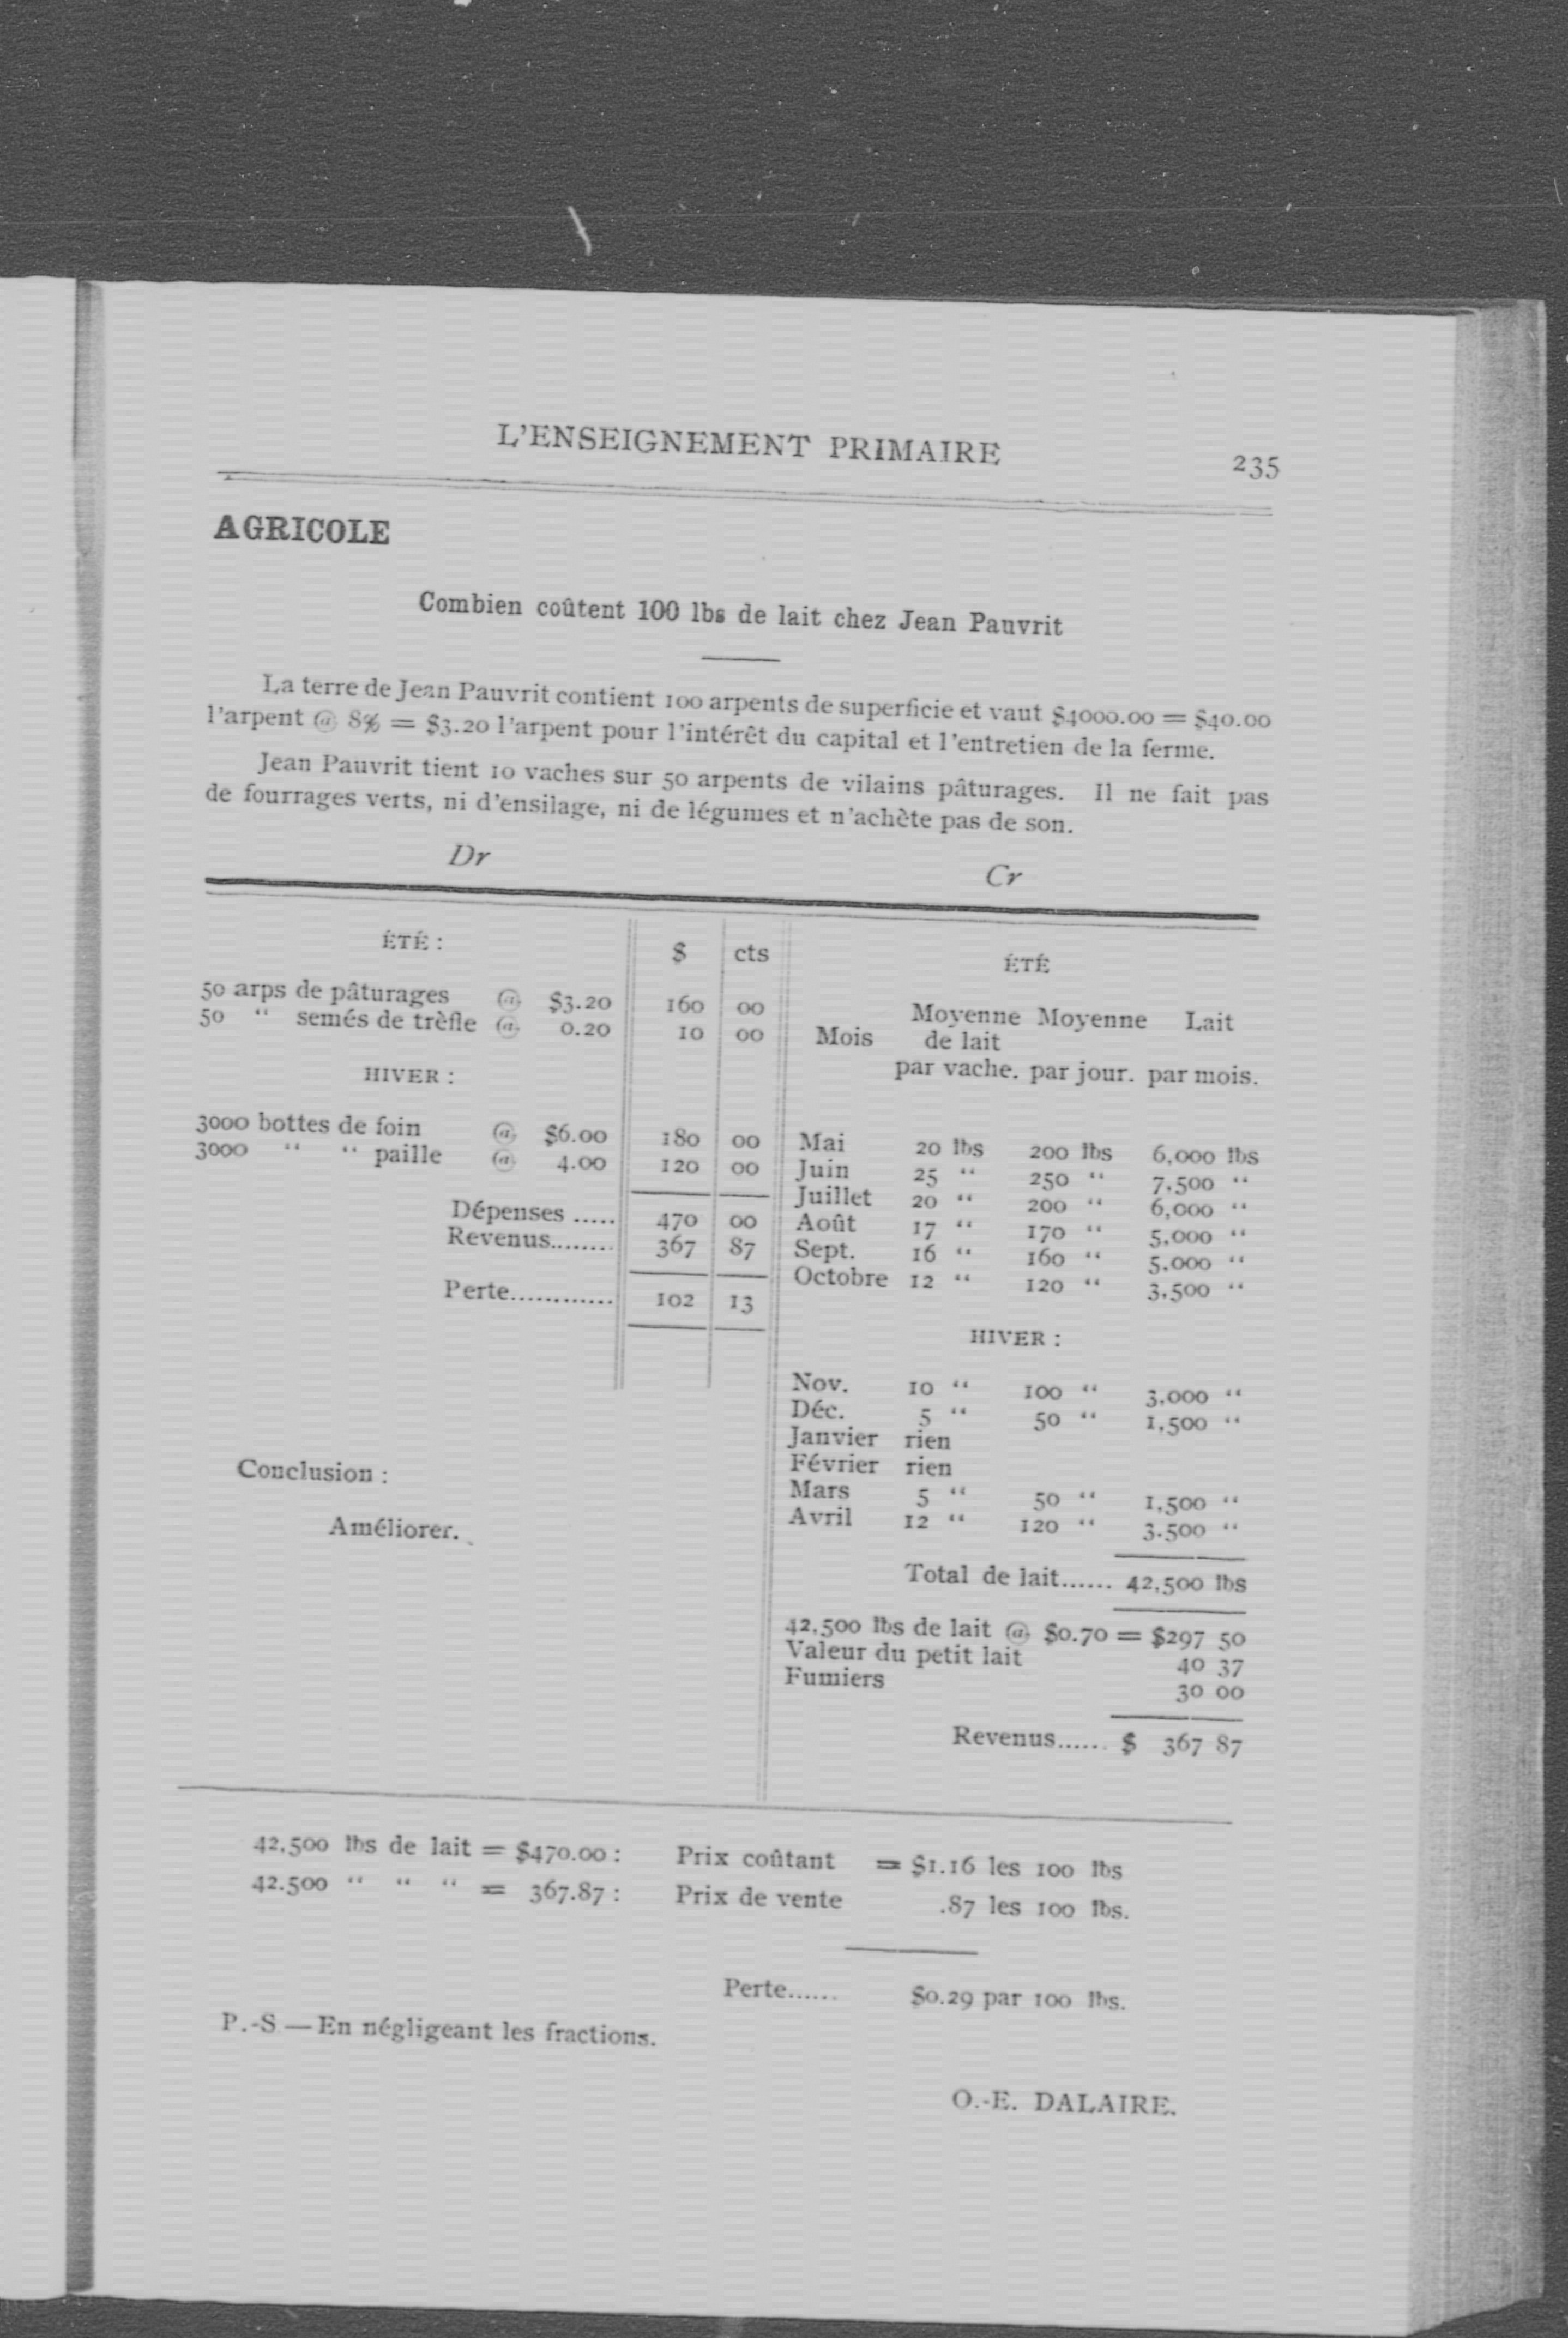 L'ENSEIGNEMENT PRIMAIRE 235
AGRICOLE
Combien coûtent 100 lbs de lait chez Jean Pauvrit
La terre de Jean Pauvrit contient 100 arpents de superficie et vaut $4000.00 = $40.00
l'arpent @ 8% = $3.20 l'arpent pour l'intérêt du capital et l'entretien de la ferme.
Jean Pauvrit tient 10 vaches sur 50 arpents de vilains pâturages. Il ne fait pas
de fourrages verts, ni d'ensilage, ni de légumes et n'achète pas de son.
Dr
ÉTÉ : $ cts
50 arps de pâturages @ $3.20 160 00
50 “ semés de trèfle @ 0.20 10 00
HIVER :
3000 bottes de foin @ $6.00 180 00
3000 “ “ paille @ 4.00 120 00
Dépenses ..... 470 00
Revenus........ 367 87
Perte............ 102 13
Conclusion :
Améliorer.
Cr
ÉTÉ
Moyenne Moyenne Lait
Mois de lait
par vache. par jour. par mois.
Mai 20 lbs 200 lbs 6,000 lbs
Juin 25 “ 250 “ 7,500 “
Juillet 20 “ 200 “ 6,000 “
Août 17 “ 170 “ 5,000 “
Sept. 16 “ 160 “ 5,000 “
Octobre 12 “ 120 “ 3,500 “
HIVER :
Nov. 10 “ 100 “ 3,000 “
Déc. 5 “ 50 “ 1,500 “
Janvier rien
Février rien
Mars 5 “ 50 “ 1,500 “
Avril 12 “ 120 “ 3.500 “
Total de lait...... 42,500 lbs
42,500 lbs de lait @ $0.70 = $297 50
Valeur du petit lait 40 37
Fumiers 30 00
Revenus...... $ 367 87
42,500 lbs de lait = $470.00 : Prix coûtant = $1.16 les 100 lbs
42.500 “ “ “ = 367.87 : Prix de vente .87 les 100 lbs.
Perte...... $0.29 par 100 lbs.
P.-S — En négligeant les fractions.
O.-E. DALAIRE.